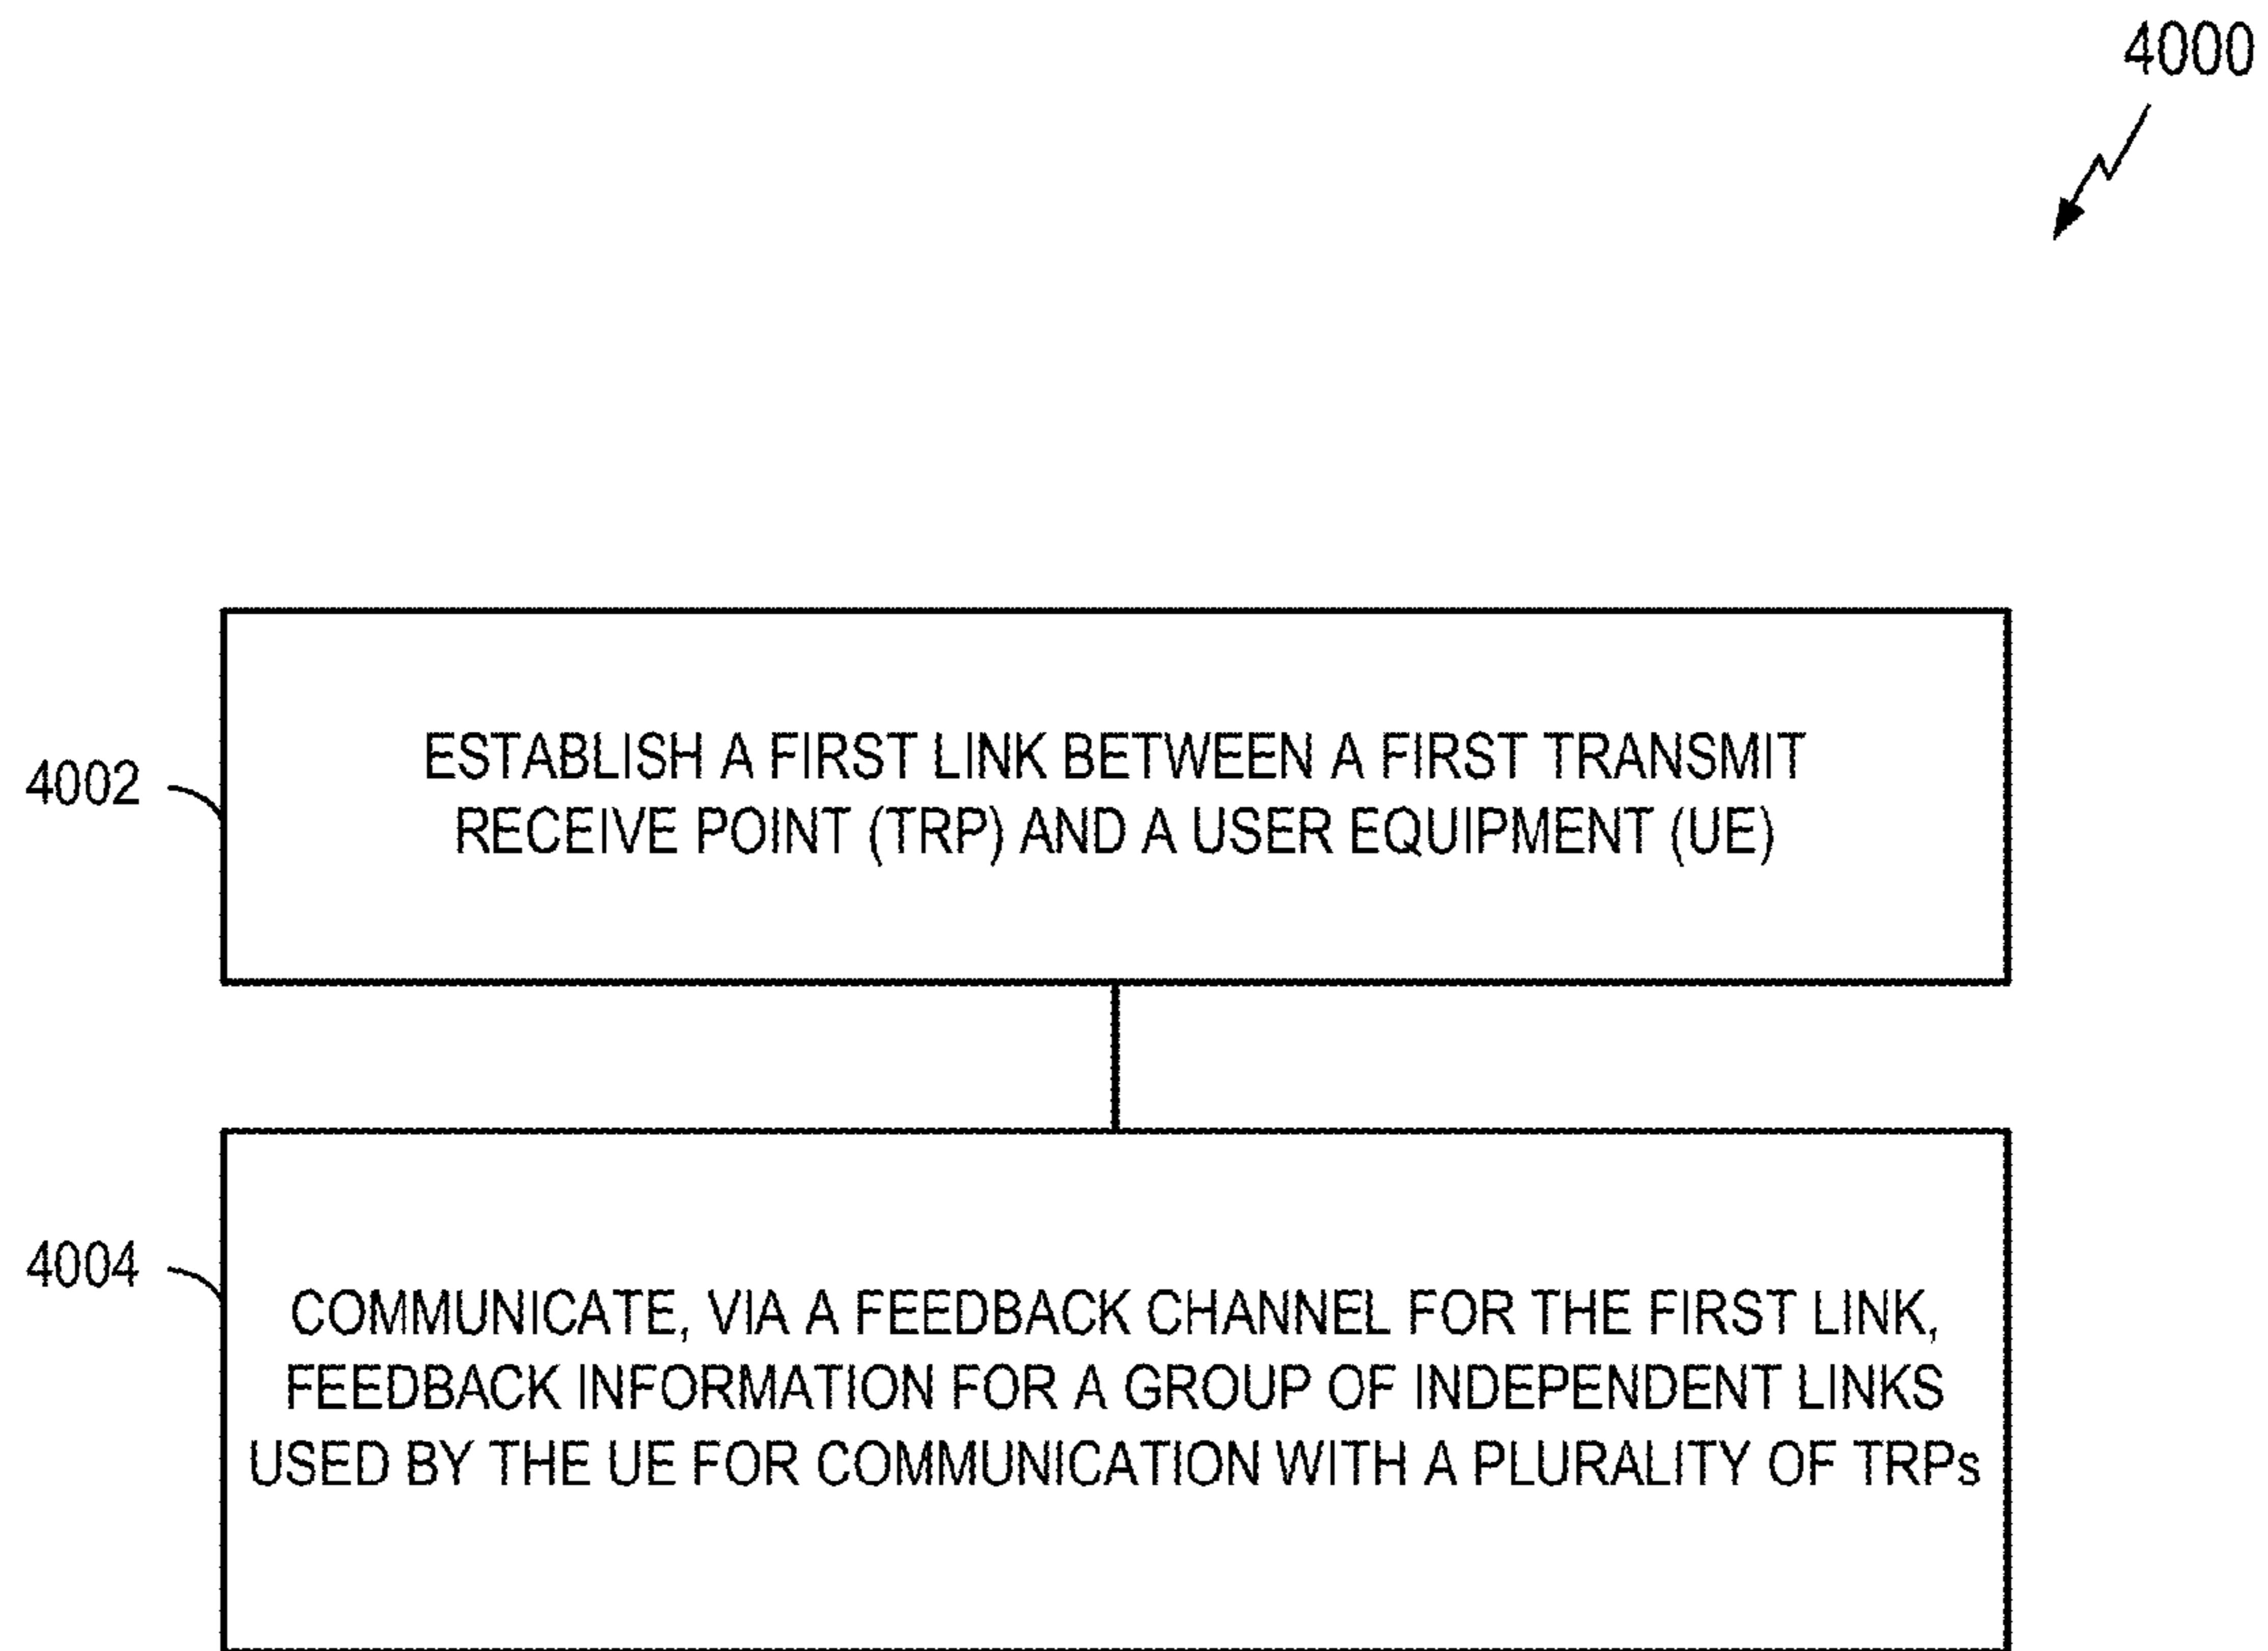 4000
4002
ESTABLISH A FIRST LINK BETWEEN A FIRST TRANSMIT
RECEIVE POINT (TRP) AND A USER EQUIPMENT (UE)
4004
COMMUNICATE, VIA A FEEDBACK CHANNEL FOR THE FIRST LINK,
FEEDBACK INFORMATION FOR A GROUP OF INDEPENDENT LINKS
USED BY THE UE FOR COMMUNICATION WITH A PLURALITY OF TRPs